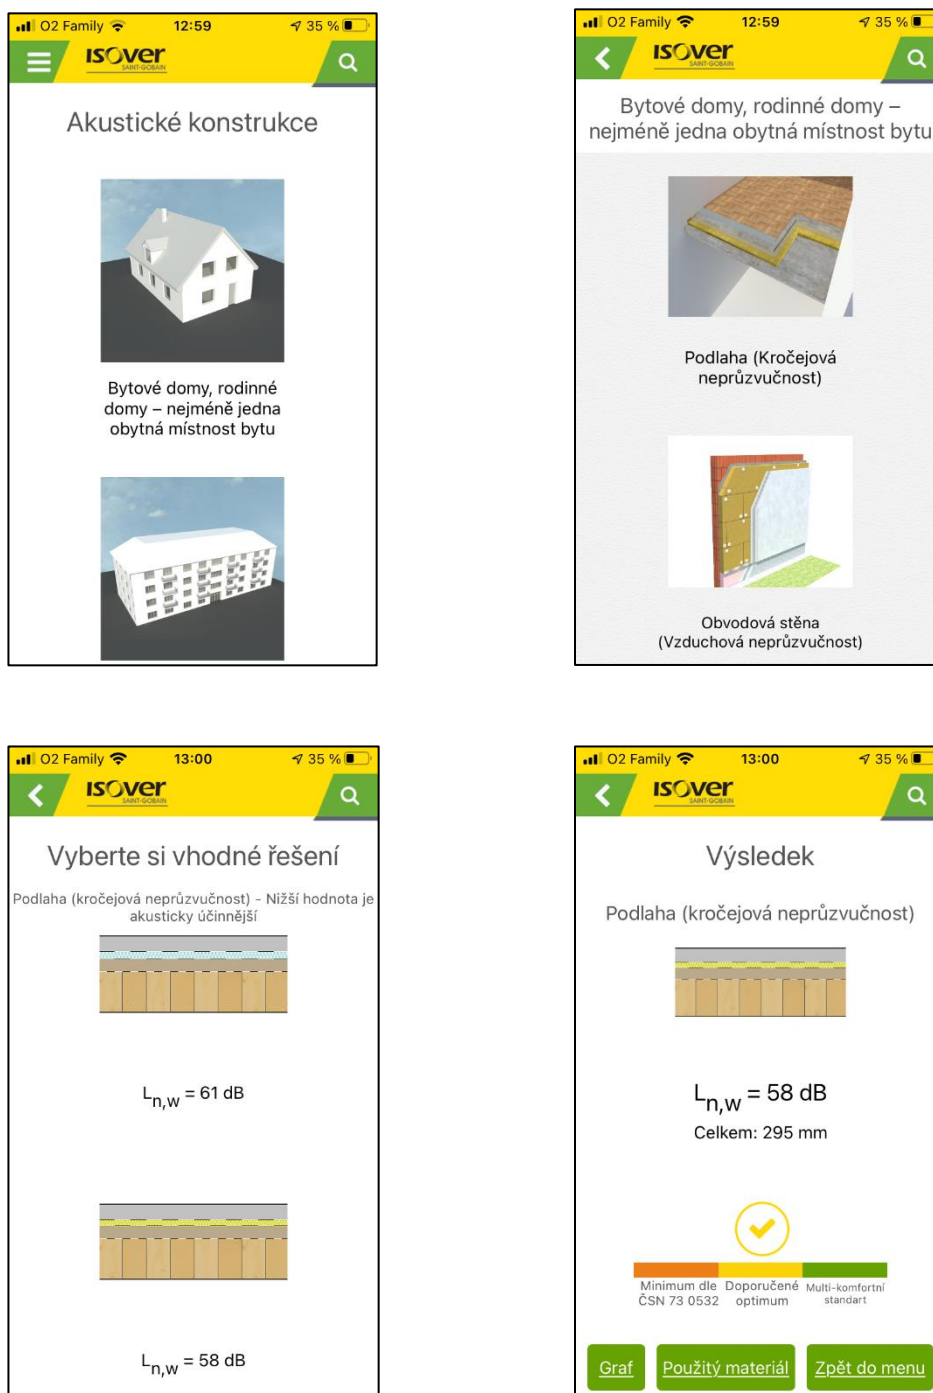 O2 Family 12:59 35 %
ISOVER
SAINT-GOBAIN
Akustické konstrukce
Bytové domy, rodinné
domy – nejméně jedna
obytná místnost bytu
O2 Family 12:59 35 %
ISOVER
SAINT-GOBAIN
Bytové domy, rodinné domy –
nejméně jedna obytná místnost bytu
Podlaha (Kročejová
neprůzvučnost)
Obvodová stěna
(Vzduchová neprůzvučnost)
O2 Family 13:00 35 %
ISOVER
SAINT-GOBAIN
Vyberte si vhodné řešení
Podlaha (kročejová neprůzvučnost) - Nižší hodnota je
akusticky účinnější
Ln,w = 61 dB
Ln,w = 58 dB
O2 Family 13:00 35 %
ISOVER
SAINT-GOBAIN
Výsledek
Podlaha (kročejová neprůzvučnost)
Ln,w = 58 dB
Celkem: 295 mm
Minimum dle Doporučené Multi-komfortní
ČSN 73 0532 optimum standart
Graf Použitý materiál Zpět do menu